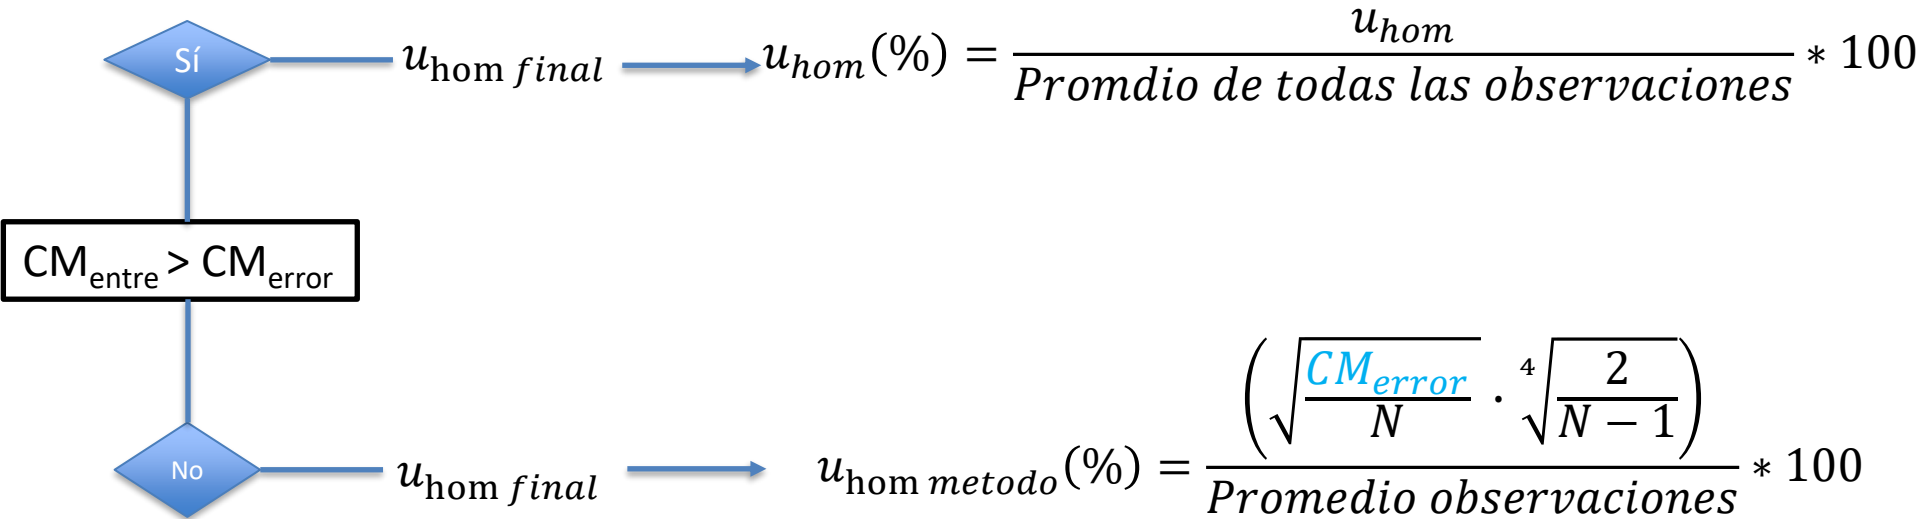 Sí
u_hom final
u_hom(%) = u_hom / Promdio de todas las observaciones * 100
CM_entre > CM_error
No
u_hom final
u_hom metodo(%) = (√(CM_error / N) · ⁴√(2 / N − 1)) / Promedio observaciones * 100